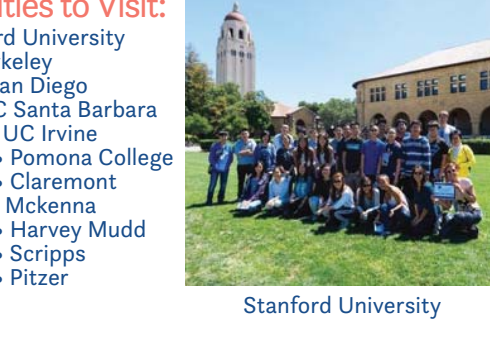 ties to Visit:
rd University
keley
an Diego
C Santa Barbara
UC Irvine
• Pomona College
• Claremont
Mckenna
• Harvey Mudd
• Scripps
• Pitzer
Stanford University